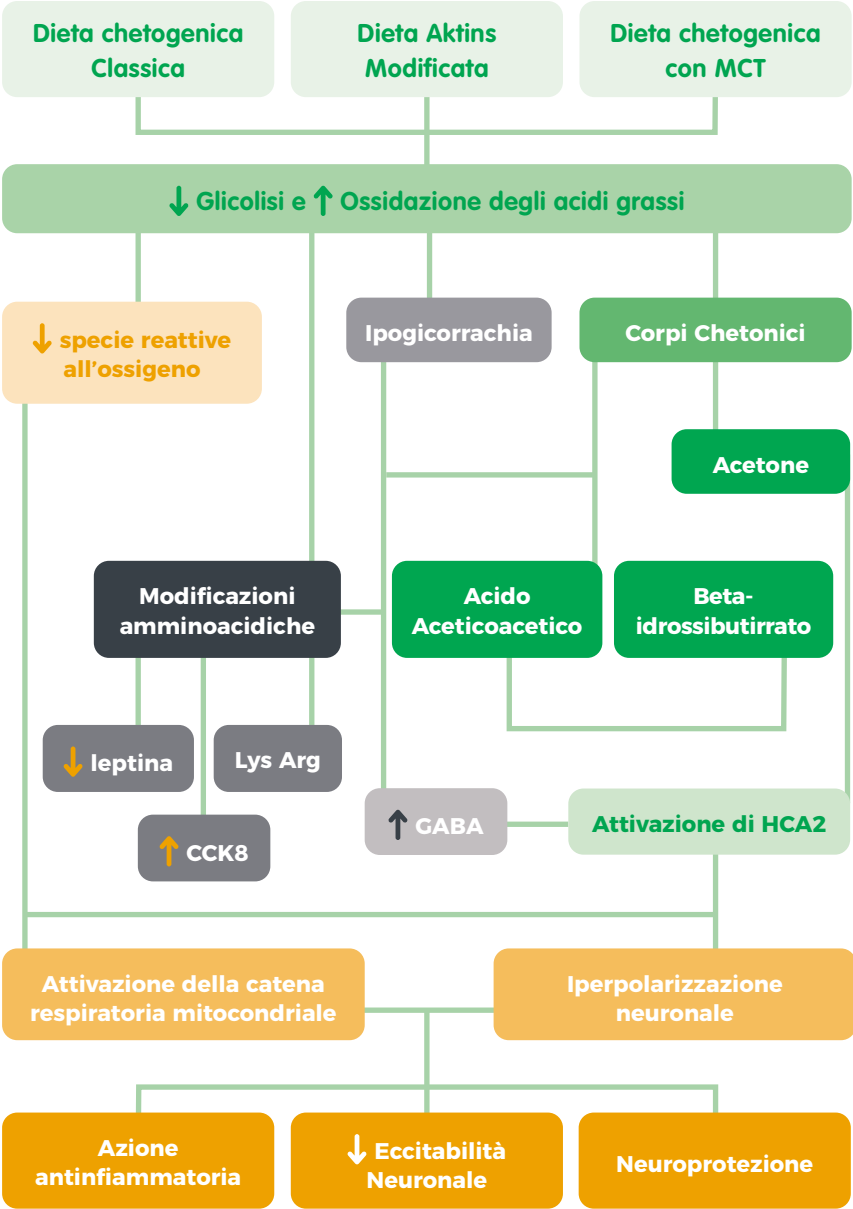 Dieta chetogenica
Classica
Dieta Aktins
Modificata
Dieta chetogenica
con MCT
↓ Glicolisi e ↑ Ossidazione degli acidi grassi
↓ specie reattive
all'ossigeno
Ipogicorrachia
Corpi Chetonici
Acetone
Modificazioni
amminoacidiche
Acido
Aceticoacetico
Beta-
idrossibutirrato
↓ leptina
Lys Arg
↑ CCK8
↑ GABA
Attivazione di HCA2
Attivazione della catena
respiratoria mitocondriale
Iperpolarizzazione
neuronale
Azione
antinfiammatoria
↓ Eccitabilità
Neuronale
Neuroprotezione